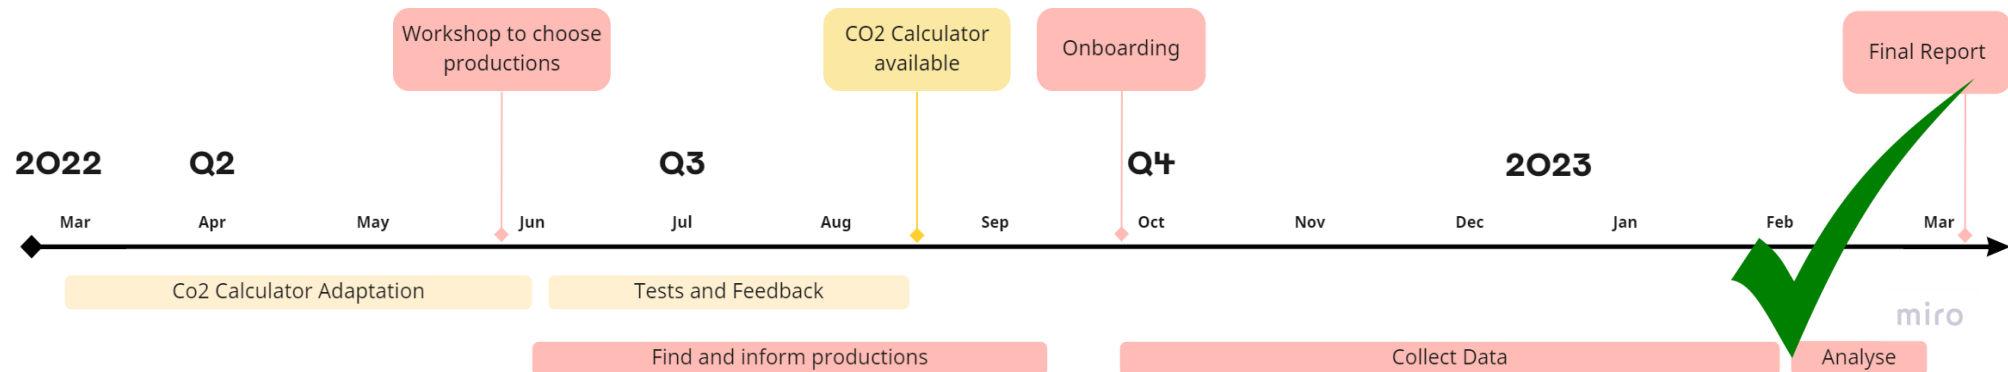 Workshop to choose
productions
CO2 Calculator
available
Onboarding
Final Report
2022
Q2
Q3
Q4
2023
Mar
Apr
May
Jun
Jul
Aug
Sep
Oct
Nov
Dec
Jan
Feb
Mar
Co2 Calculator Adaptation
Tests and Feedback
miro
Find and inform productions
Collect Data
Analyse